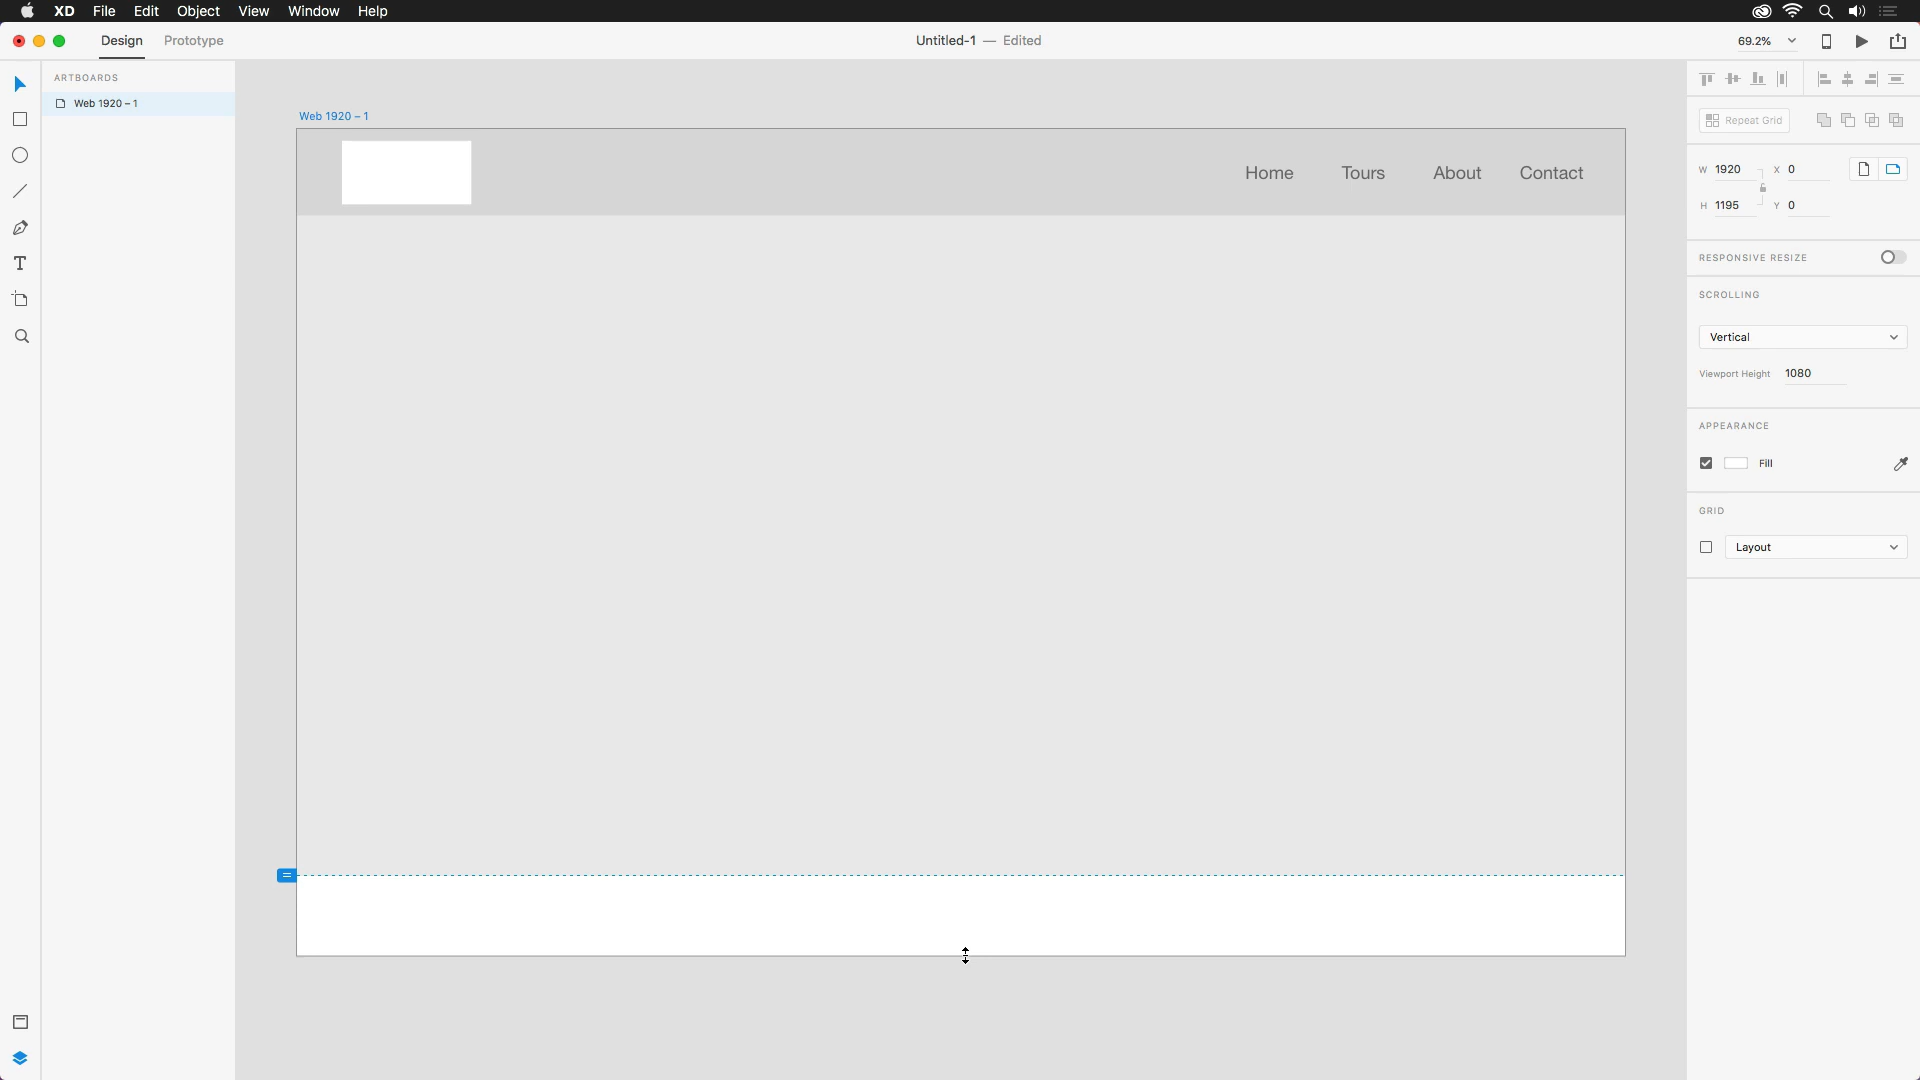 XD File Edit Object View Window Help
Design Prototype Untitled-1 — Edited 69.2%
ARTBOARDS
Web 1920 – 1
Web 1920 – 1
Home Tours About Contact
Repeat Grid
W 1920 X 0
H 1195 Y 0
RESPONSIVE RESIZE
SCROLLING
Vertical
Viewport Height 1080
APPEARANCE
Fill
GRID
Layout